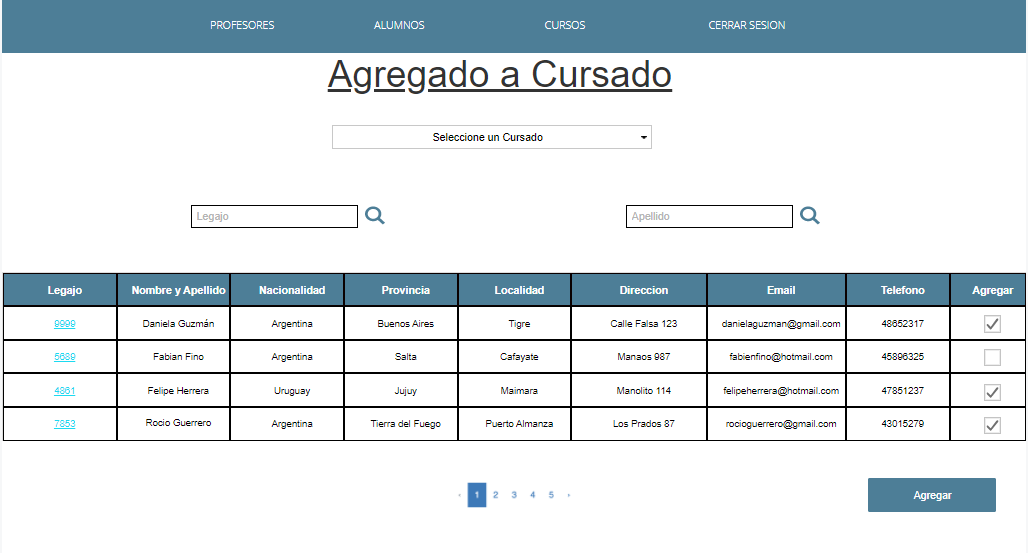 PROFESORES ALUMNOS CURSOS CERRAR SESION
Agregado a Cursado
Seleccione un Cursado
Legajo Apellido
Legajo Nombre y Apellido Nacionalidad Provincia Localidad Direccion Email Telefono Agregar
9999 Daniela Guzmán Argentina Buenos Aires Tigre Calle Falsa 123 danielaguzman@gmail.com 48652317
5689 Fabian Fino Argentina Salta Cafayate Manaos 987 fabienfino@hotmail.com 45896325
4861 Felipe Herrera Uruguay Jujuy Maimara Manolito 114 felipeherrera@hotmail.com 47851237
7853 Rocio Guerrero Argentina Tierra del Fuego Puerto Almanza Los Prados 87 rocioguerrero@gmail.com 43015279
‹ 1 2 3 4 5 › Agregar